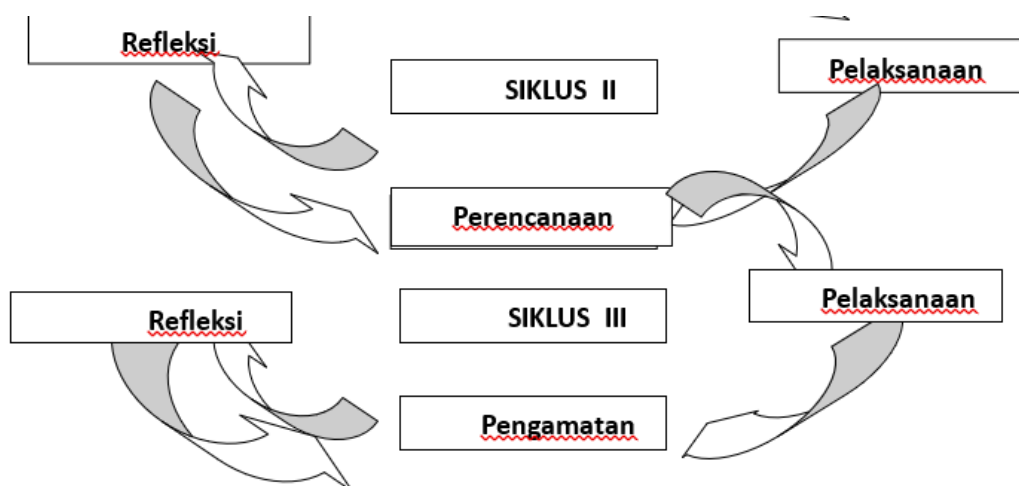 Refleksi
Pelaksanaan
SIKLUS II
Perencanaan
Pelaksanaan
Refleksi
SIKLUS III
Pengamatan